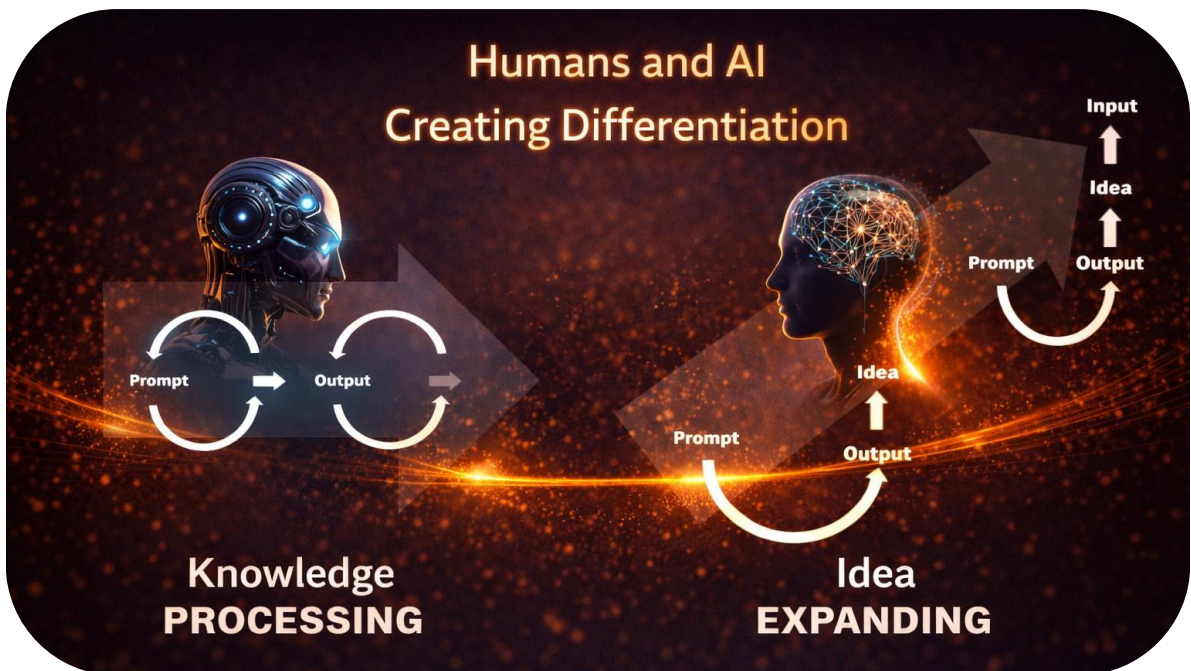 Humans and AI
Creating Differentiation
Prompt
Output
Knowledge
PROCESSING
Prompt
Output
Idea
Prompt
Output
Idea
Input
Idea
EXPANDING